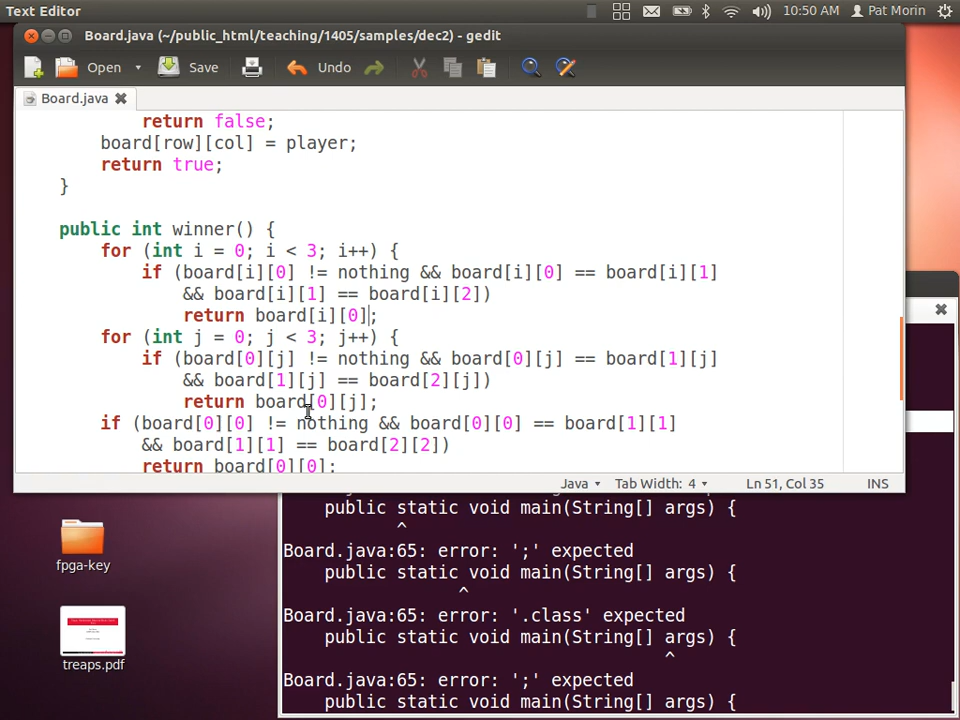 Text Editor
10:50 AM
Pat Morin
Board.java (~/public_html/teaching/1405/samples/dec2) - gedit
Open
Save
Undo
Board.java
return false;
board[row][col] = player;
return true;
}
public int winner() {
for (int i = 0; i < 3; i++) {
if (board[i][0] != nothing && board[i][0] == board[i][1]
&& board[i][1] == board[i][2])
return board[i][0];
for (int j = 0; j < 3; j++) {
if (board[0][j] != nothing && board[0][j] == board[1][j]
&& board[1][j] == board[2][j])
return board[0][j];
if (board[0][0] != nothing && board[0][0] == board[1][1]
&& board[1][1] == board[2][2])
return board[0][0];
Java
Tab Width: 4
Ln 51, Col 35
INS
public static void main(String[] args) {
^
Board.java:65: error: ';' expected
public static void main(String[] args) {
^
Board.java:65: error: '.class' expected
public static void main(String[] args) {
^
Board.java:65: error: ';' expected
public static void main(String[] args) {
fpga-key
treaps.pdf